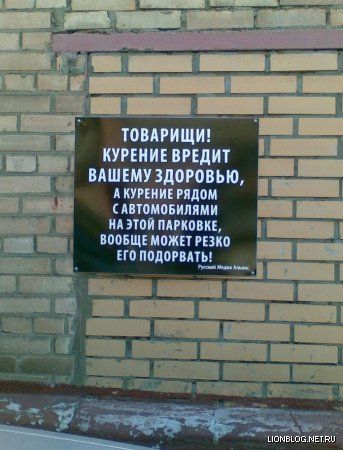 ТОВАРИЩИ!
КУРЕНИЕ ВРЕДИТ
ВАШЕМУ ЗДОРОВЬЮ,
А КУРЕНИЕ РЯДОМ
С АВТОМОБИЛЯМИ
НА ЭТОЙ ПАРКОВКЕ,
ВООБЩЕ МОЖЕТ РЕЗКО
ЕГО ПОДОРВАТЬ!
Русский Медиа Альянс
LIONBLOG.NET.RU